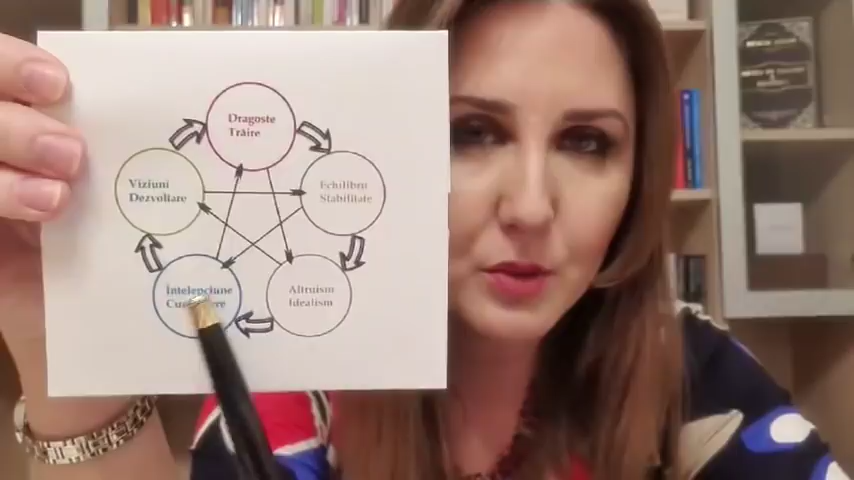 Dragoste
Trăire
Viziuni
Dezvoltare
Echilibru
Stabilitate
Înțelepciune
Altruism
Idealism